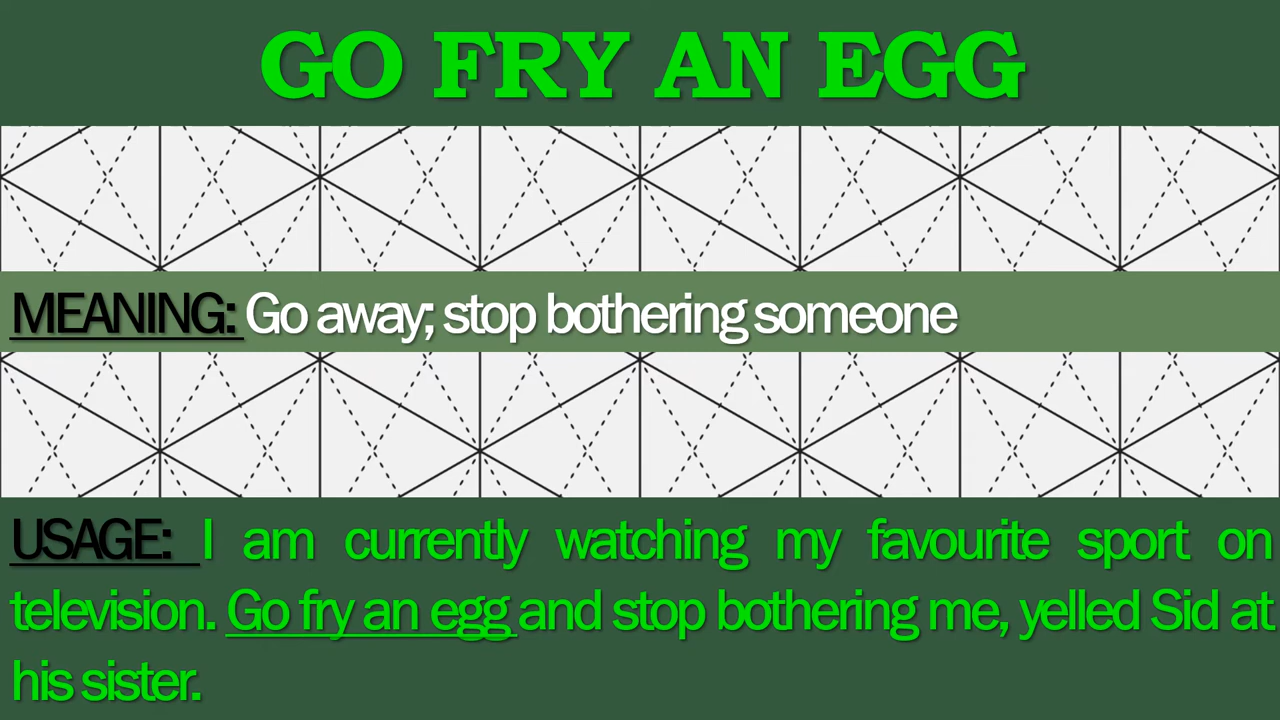 GO FRY AN EGG
MEANING: Go away; stop bothering someone
USAGE: I am currently watching my favourite sport on
television. Go fry an egg and stop bothering me, yelled Sid at
his sister.